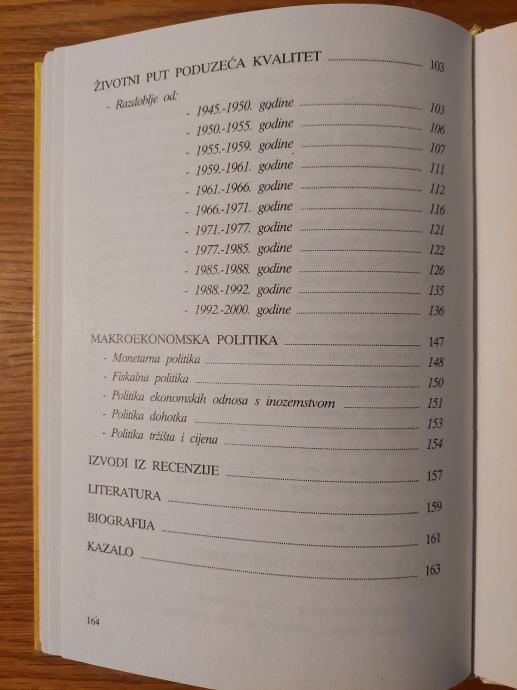 ŽIVOTNI PUT PODUZEĆA KVALITET ........ 103
- Razdoblje od:
- 1945.-1950. godine ........ 103
- 1950.-1955. godine ........ 106
- 1955.-1959. godine ........ 107
- 1959.-1961. godine ........ 111
- 1961.-1966. godine ........ 112
- 1966.-1971. godine ........ 116
- 1971.-1977. godine ........ 121
- 1977.-1985. godine ........ 122
- 1985.-1988. godine ........ 126
- 1988.-1992. godine ........ 135
- 1992.-2000. godine ........ 136
MAKROEKONOMSKA POLITIKA ........ 147
- Monetarna politika ........ 148
- Fiskalna politika ........ 150
- Politika ekonomskih odnosa s inozemstvom ........ 151
- Politika dohotka ........ 153
- Politika tržišta i cijena ........ 154
IZVODI IZ RECENZIJE ........ 157
LITERATURA ........ 159
BIOGRAFIJA ........ 161
KAZALO ........ 163
164